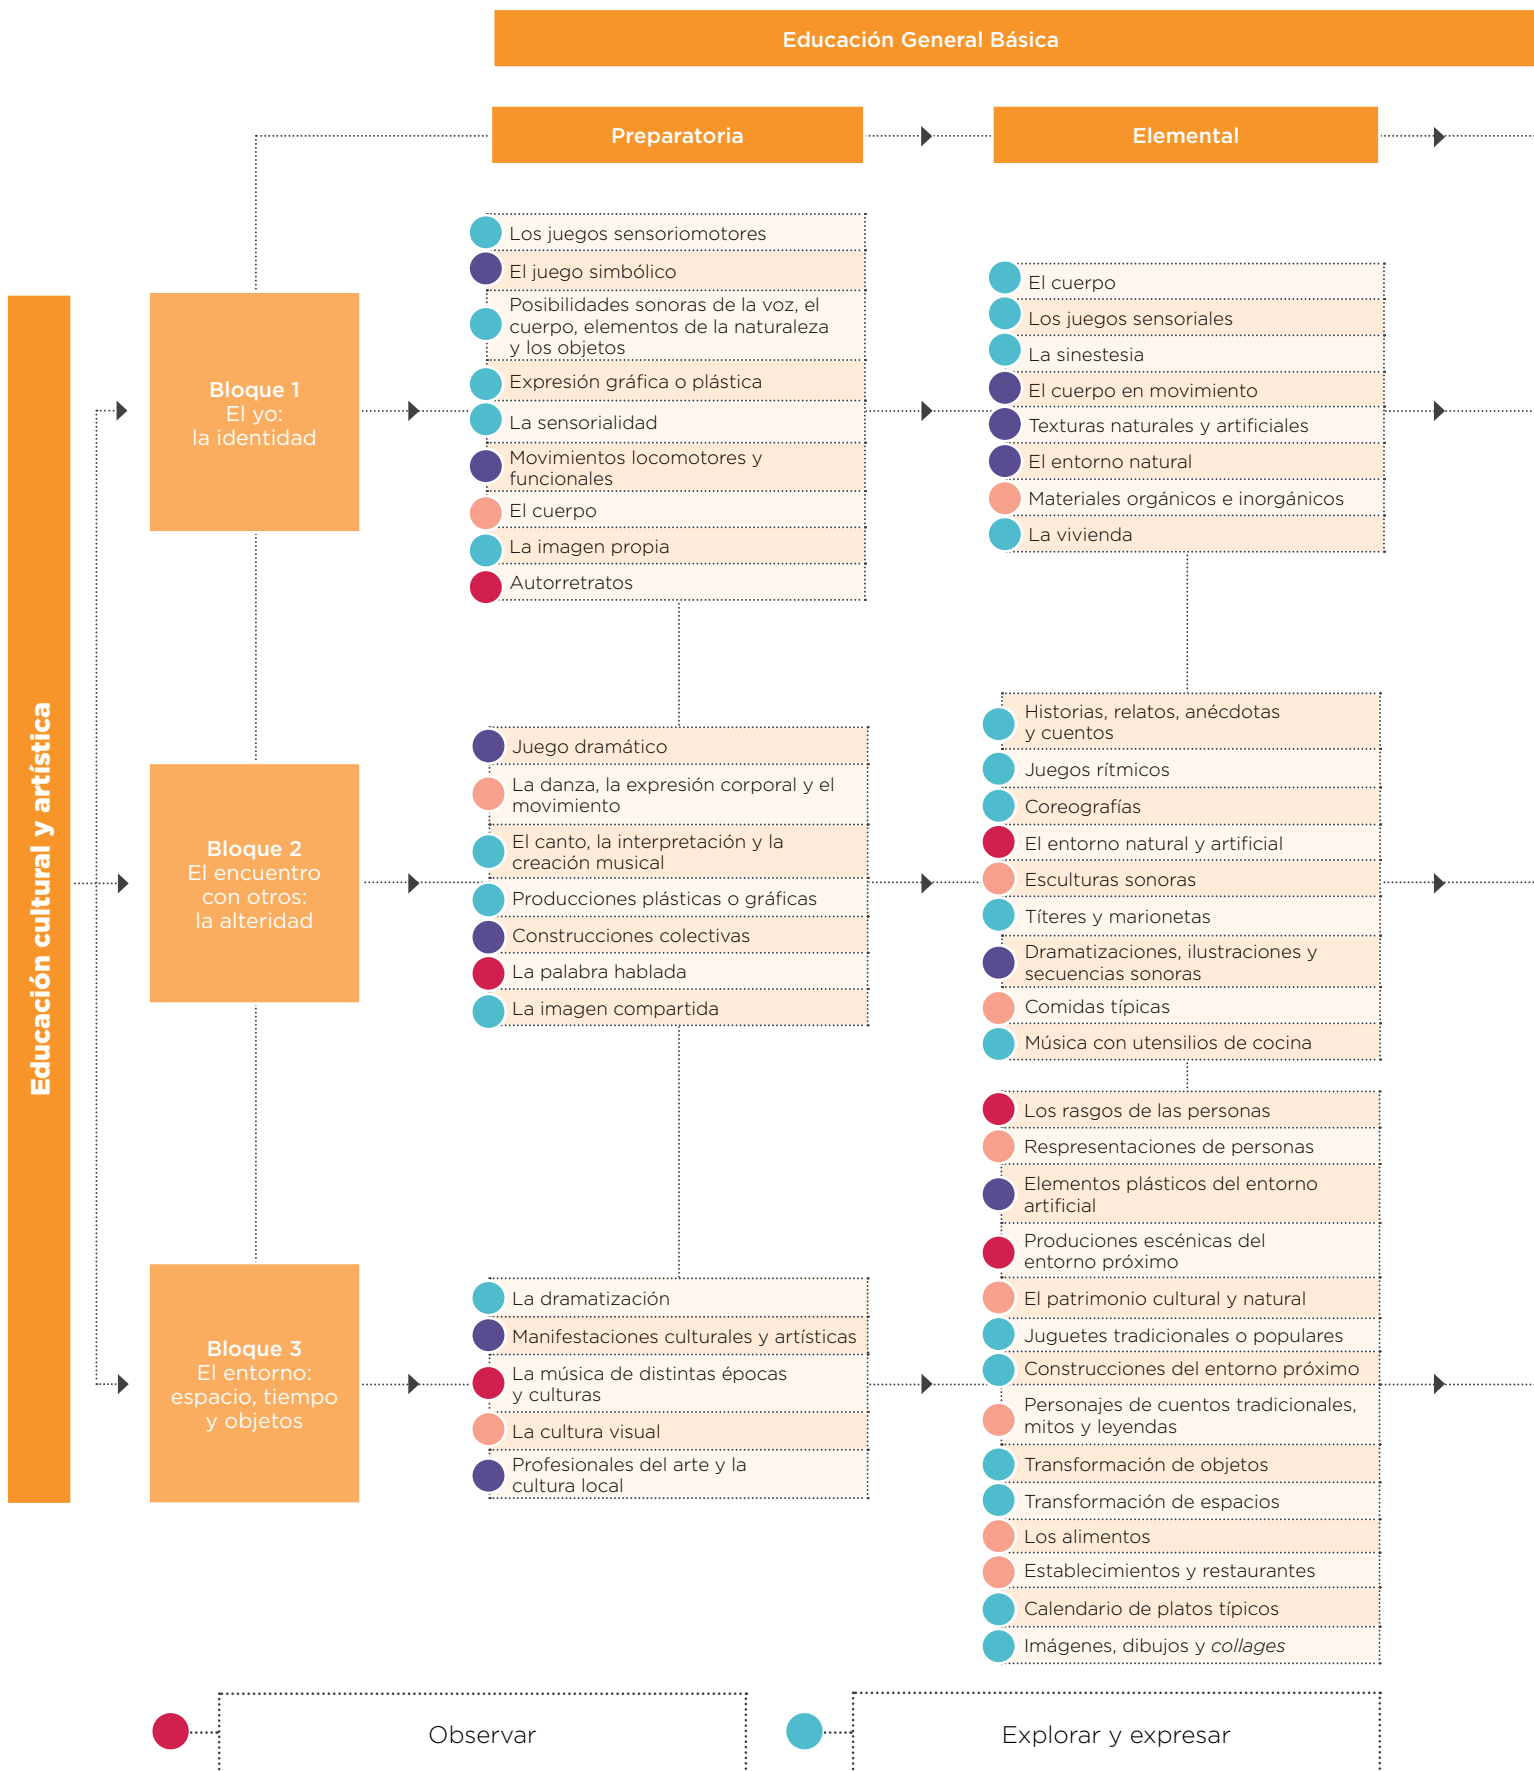 Educación General Básica
Preparatoria
Elemental
Educación cultural y artística
Bloque 1
El yo:
la identidad
Los juegos sensoriomotores
El juego simbólico
Posibilidades sonoras de la voz, el
cuerpo, elementos de la naturaleza
y los objetos
Expresión gráfica o plástica
La sensorialidad
Movimientos locomotores y
funcionales
El cuerpo
La imagen propia
Autorretratos
El cuerpo
Los juegos sensoriales
La sinestesia
El cuerpo en movimiento
Texturas naturales y artificiales
El entorno natural
Materiales orgánicos e inorgánicos
La vivienda
Bloque 2
El encuentro
con otros:
la alteridad
Juego dramático
La danza, la expresión corporal y el
movimiento
El canto, la interpretación y la
creación musical
Producciones plásticas o gráficas
Construcciones colectivas
La palabra hablada
La imagen compartida
Historias, relatos, anécdotas
y cuentos
Juegos rítmicos
Coreografías
El entorno natural y artificial
Esculturas sonoras
Títeres y marionetas
Dramatizaciones, ilustraciones y
secuencias sonoras
Comidas típicas
Música con utensilios de cocina
Bloque 3
El entorno:
espacio, tiempo
y objetos
La dramatización
Manifestaciones culturales y artísticas
La música de distintas épocas
y culturas
La cultura visual
Profesionales del arte y la
cultura local
Los rasgos de las personas
Respresentaciones de personas
Elementos plásticos del entorno
artificial
Produciones escénicas del
entorno próximo
El patrimonio cultural y natural
Juguetes tradicionales o populares
Construcciones del entorno próximo
Personajes de cuentos tradicionales,
mitos y leyendas
Transformación de objetos
Transformación de espacios
Los alimentos
Establecimientos y restaurantes
Calendario de platos típicos
Imágenes, dibujos y collages
Observar
Explorar y expresar